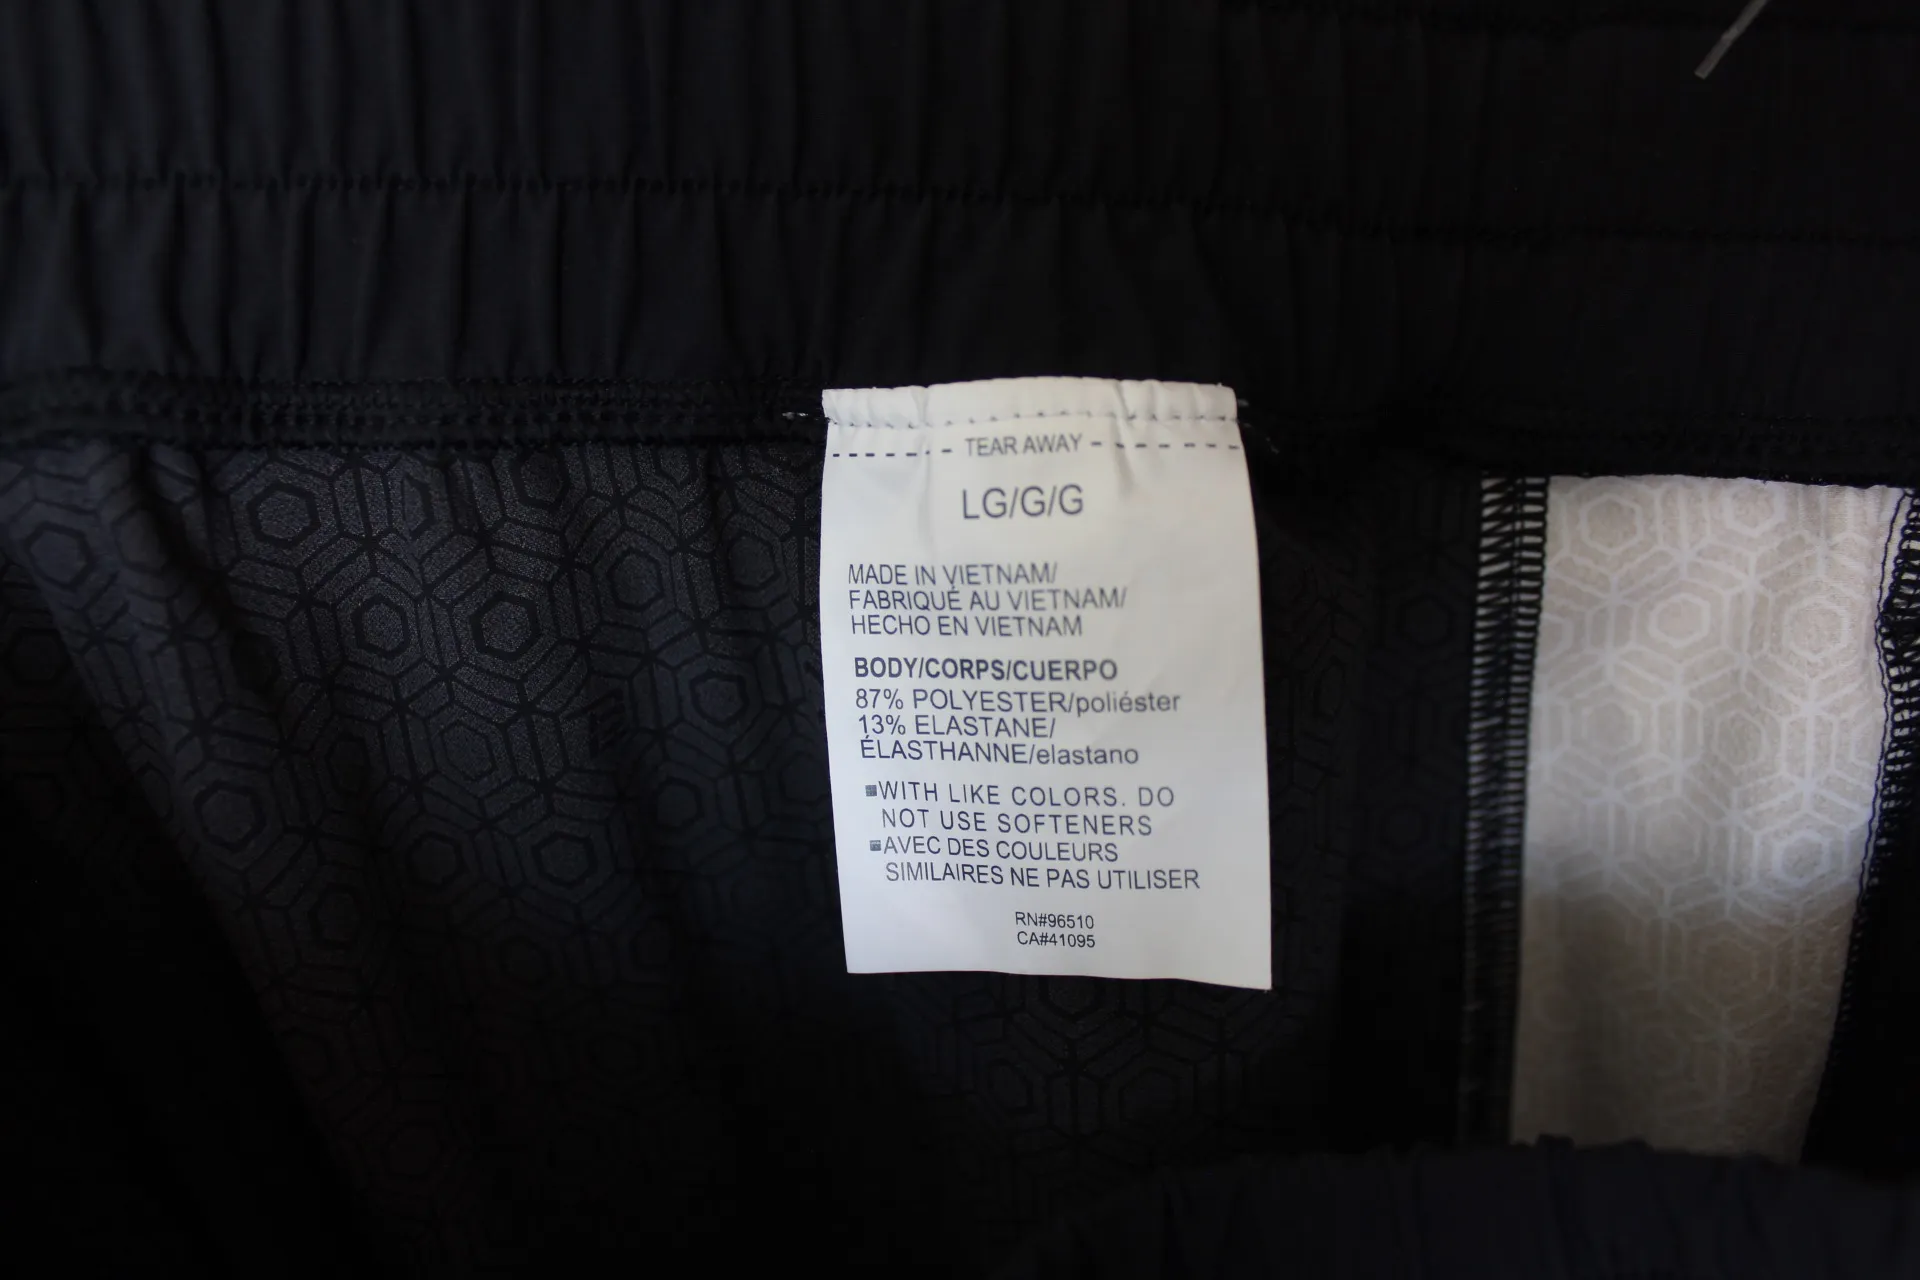 TEAR AWAY
LG/G/G
MADE IN VIETNAM/
FABRIQUÉ AU VIETNAM/
HECHO EN VIETNAM
BODY/CORPS/CUERPO
87% POLYESTER/poliéster
13% ELASTANE/
ÉLASTHANNE/elastano
WITH LIKE COLORS. DO
NOT USE SOFTENERS
AVEC DES COULEURS
SIMILAIRES NE PAS UTILISER
RN#96510
CA#41095